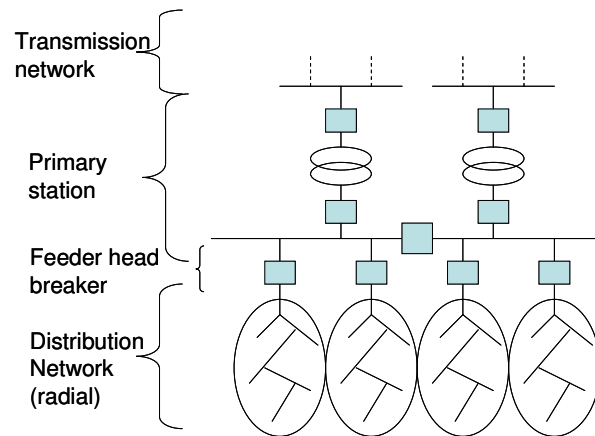 Transmission
network
Primary
station
Feeder head
breaker
Distribution
Network
(radial)